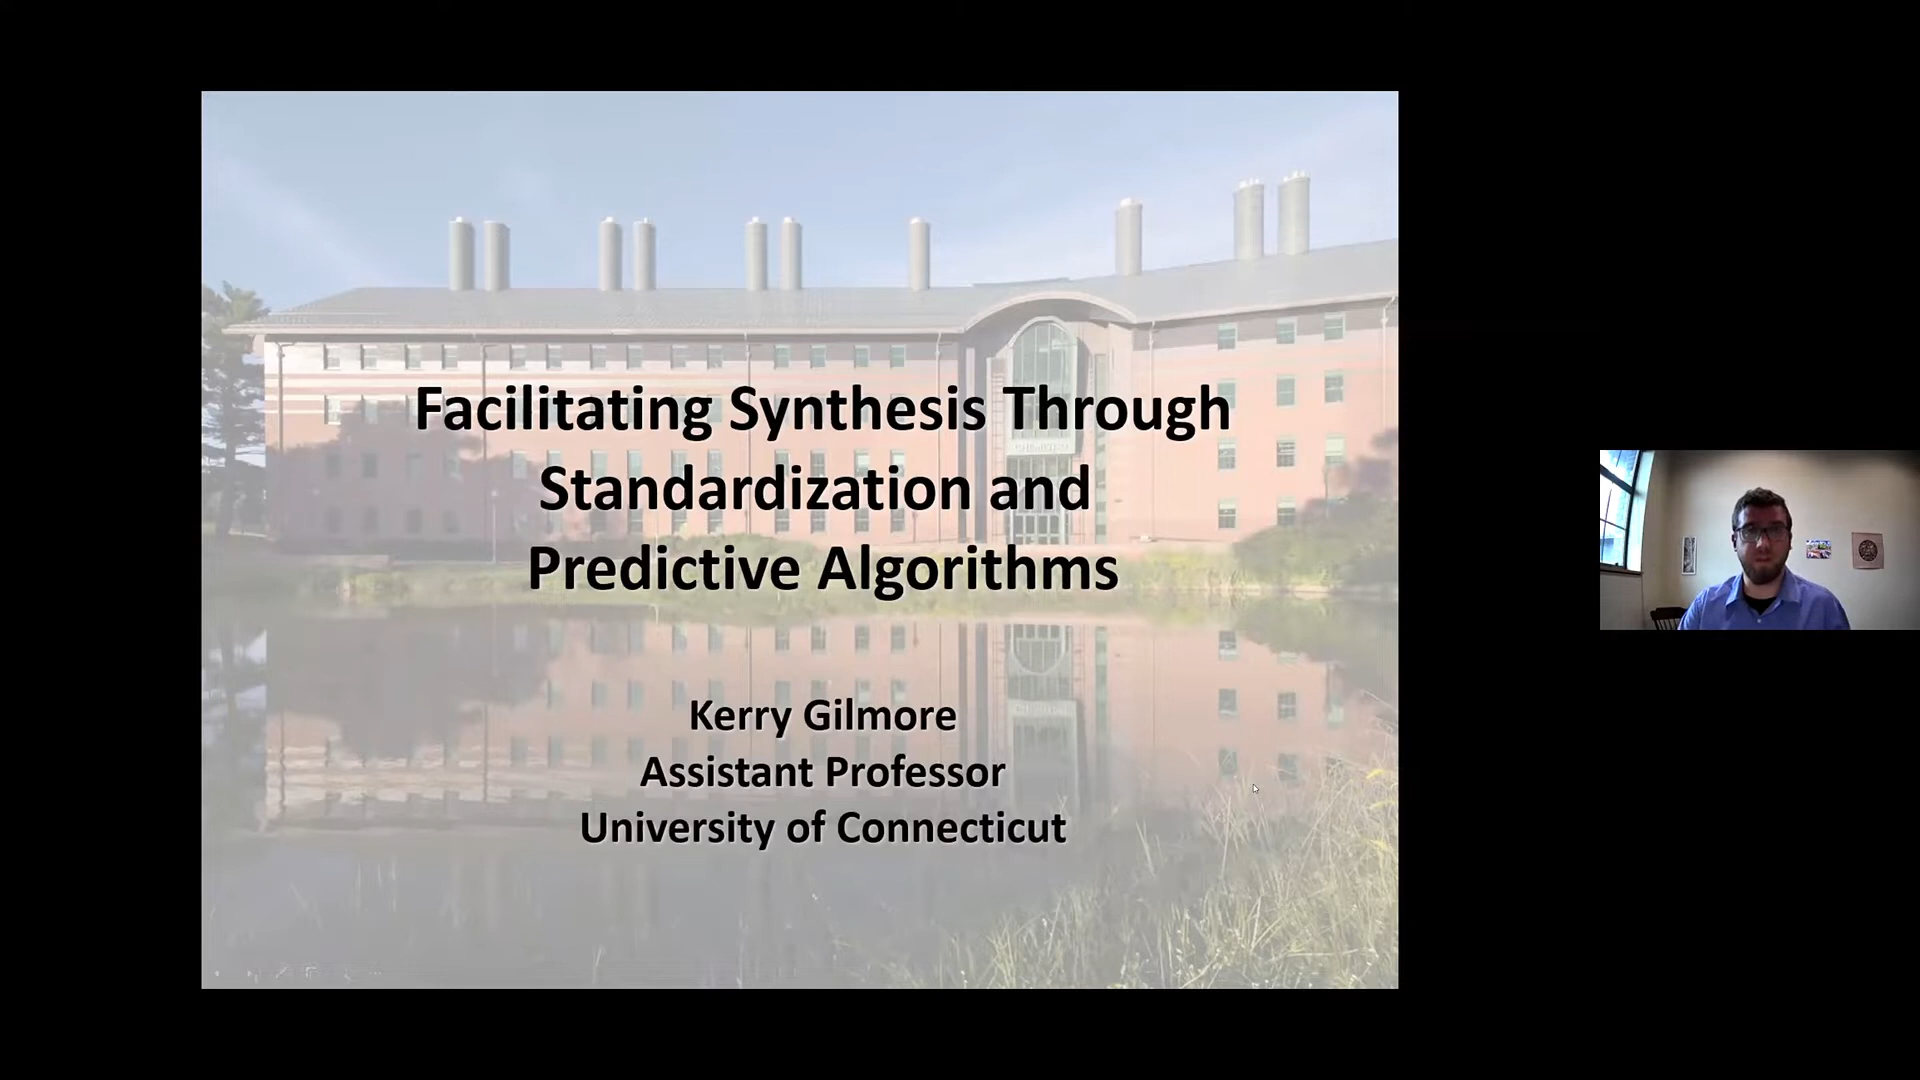 Facilitating Synthesis Through
Standardization and
Predictive Algorithms
Kerry Gilmore
Assistant Professor
University of Connecticut